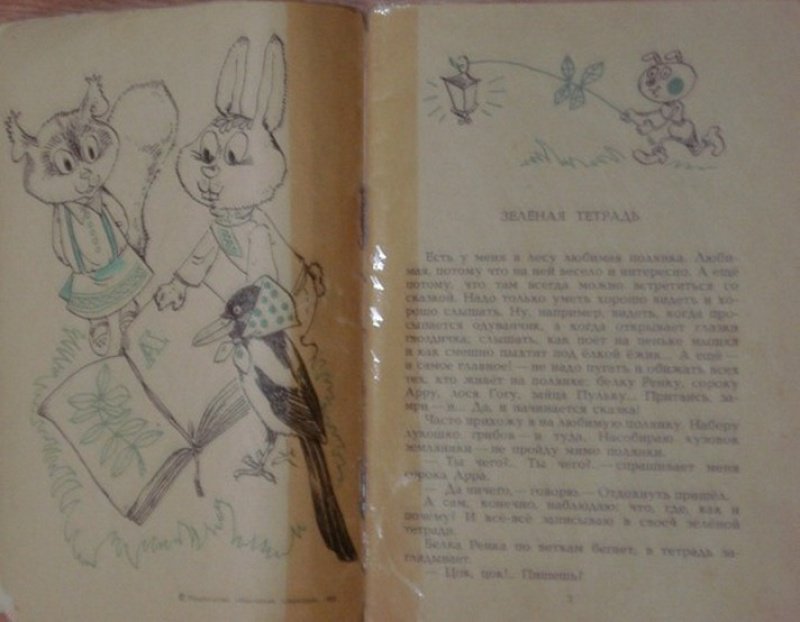 ЗЕЛЁНАЯ ТЕТРАДЬ
Есть у меня в лесу любимая полянка. Люби-
мая, потому что на ней весело и интересно. А ещё
потому, что там всегда можно встретиться со
сказкой. Надо только уметь хорошо видеть и хо-
рошо слышать. Ну, например, видеть, когда про-
сыпается одуванчик, а когда открывает глазки
гвоздичка; слышать, как поёт на пеньке мышка
и как смешно пыхтит под ёлкой ёжик... А ещё —
и самое главное! — не надо пугать и обижать всех
тех, кто живёт на полянке: белку Ренку, сороку
Арру, лося Гогу, зайца Пульку... Притаись, за-
мри — и... Да, и начинается сказка!
Часто прихожу я на любимую полянку. Наберу
лукошко грибов — и туда. Насобираю кузовок
земляники — не пройду мимо полянки.
— Ты чего?.. Ты чего?.. — спрашивает меня
сорока Арра.
— Да ничего, — говорю. — Отдохнуть пришёл.
А сам, конечно, наблюдаю: что, где, как и
почему? И всё-всё записываю в своей зелёной
тетради.
Белка Ренка по веткам бегает, в тетрадь за-
глядывает.
— Цок, цок!.. Пишешь?
3